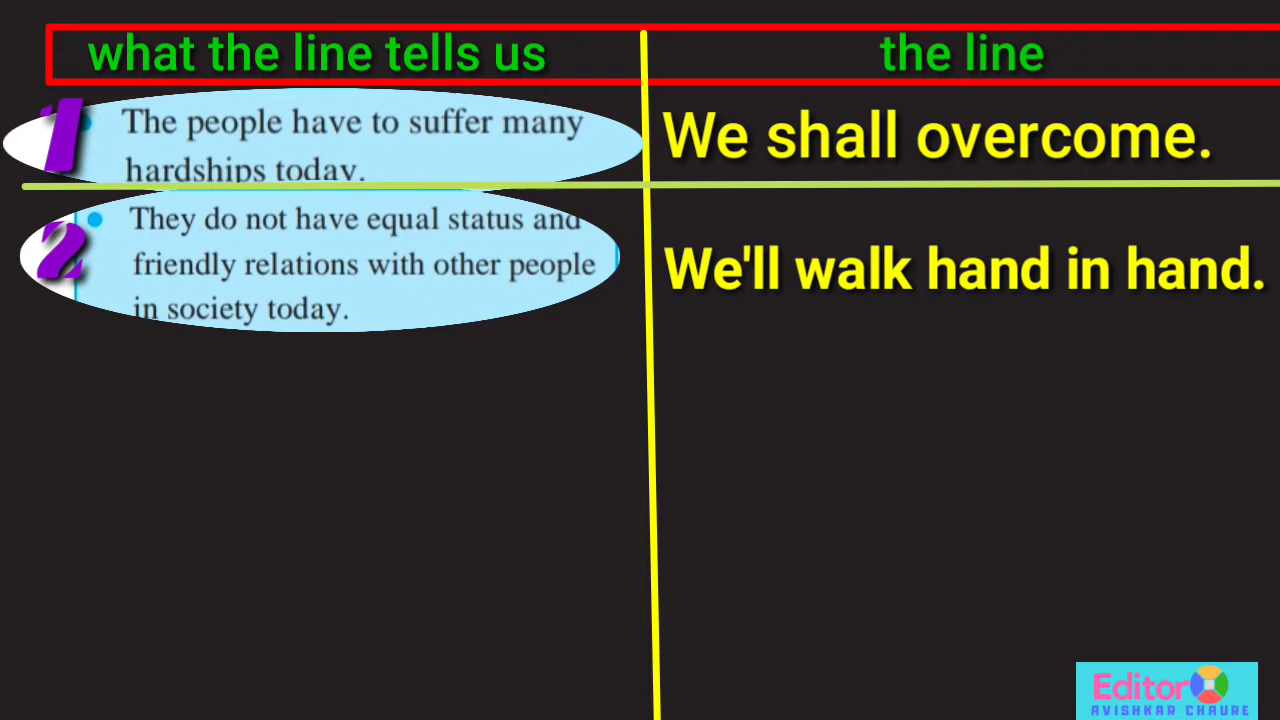 what the line tells us
the line
1
The people have to suffer many
hardships today.
We shall overcome.
2
They do not have equal status and
friendly relations with other people
in society today.
We'll walk hand in hand.
Editor
AVISHKAR CHAURE